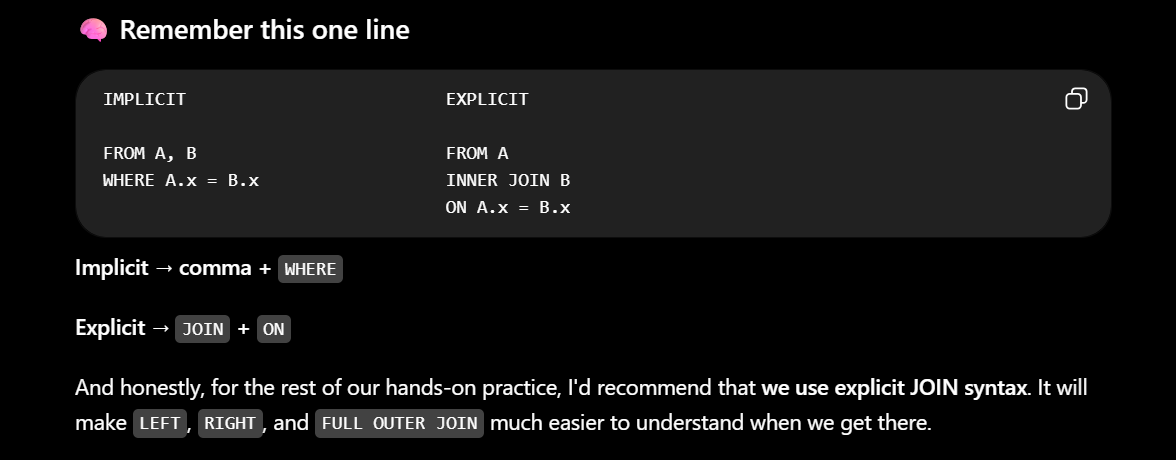 🧠 Remember this one line
IMPLICIT                         EXPLICIT
FROM A, B                        FROM A
WHERE A.x = B.x                  INNER JOIN B
                                 ON A.x = B.x
Implicit → comma + WHERE
Explicit → JOIN + ON
And honestly, for the rest of our hands-on practice, I'd recommend that we use explicit JOIN syntax. It will
make LEFT, RIGHT, and FULL OUTER JOIN much easier to understand when we get there.